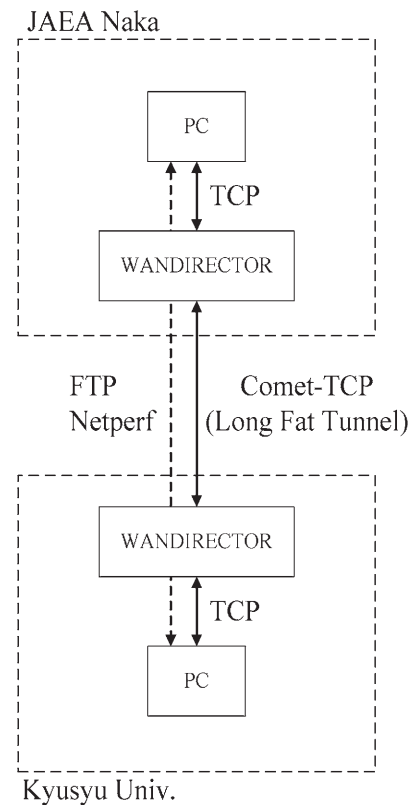 JAEA Naka
PC
TCP
WANDIRECTOR
FTP
Netperf
Comet-TCP
(Long Fat Tunnel)
WANDIRECTOR
TCP
PC
Kyusyu Univ.